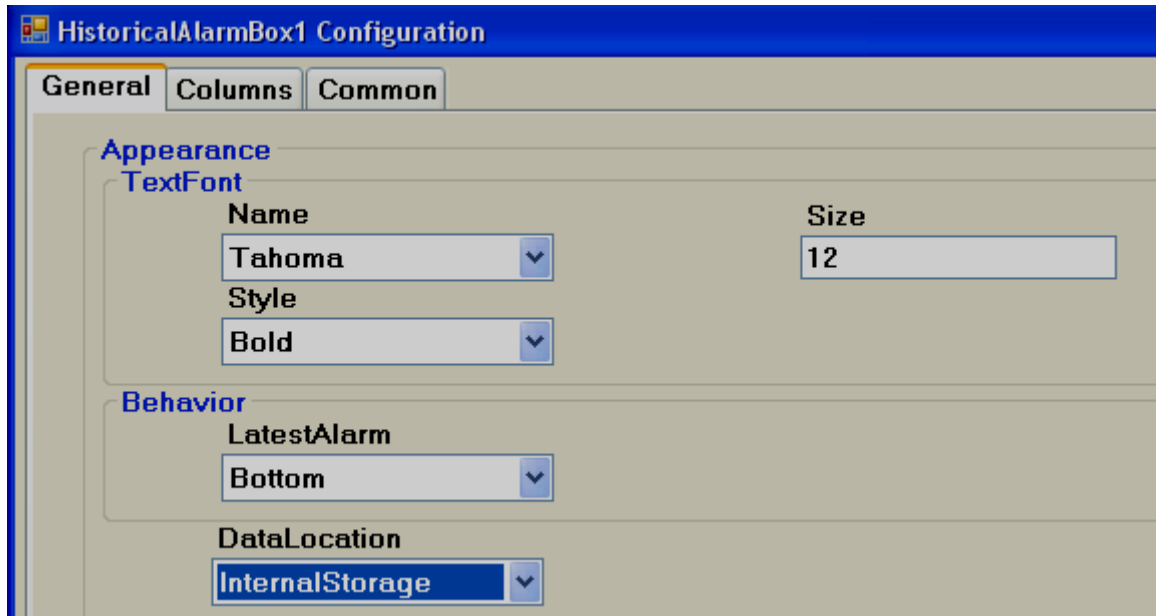 HistoricalAlarmBox1 Configuration
General Columns Common
Appearance
TextFont
Name Size
Tahoma 12
Style
Bold
Behavior
LatestAlarm
Bottom
DataLocation
InternalStorage